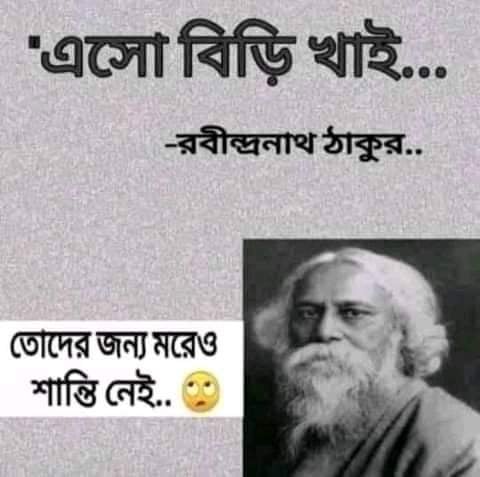 "এসো বিড়ি খাই...
-রবীন্দ্রনাথ ঠাকুর..
তোদের জন্য মরেও
শান্তি নেই.. 🙄